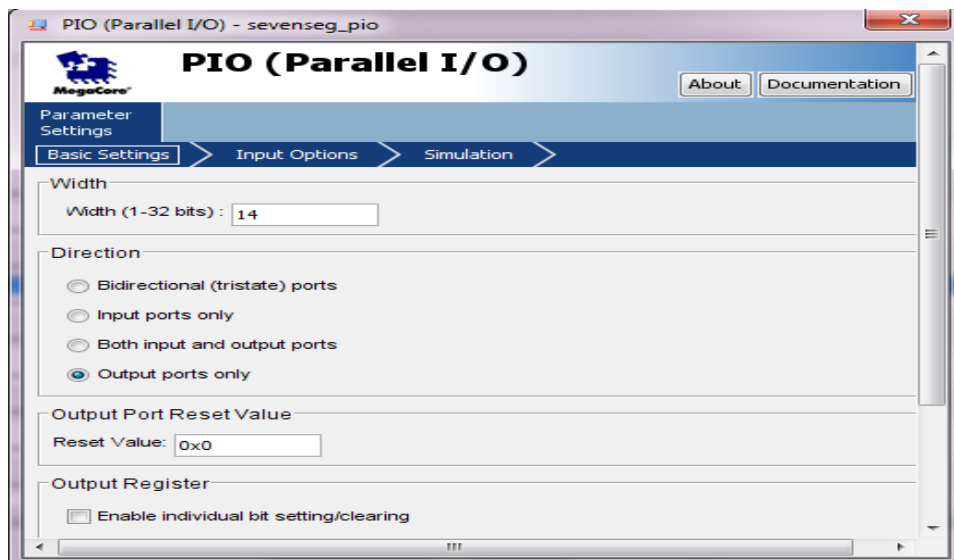 PIO (Parallel I/O) - sevenseg_pio
PIO (Parallel I/O)
MegaCore®
About
Documentation
Parameter
Settings
Basic Settings
Input Options
Simulation
Width
Width (1-32 bits) : 14
Direction
Bidirectional (tristate) ports
Input ports only
Both input and output ports
Output ports only
Output Port Reset Value
Reset Value: 0x0
Output Register
Enable individual bit setting/clearing